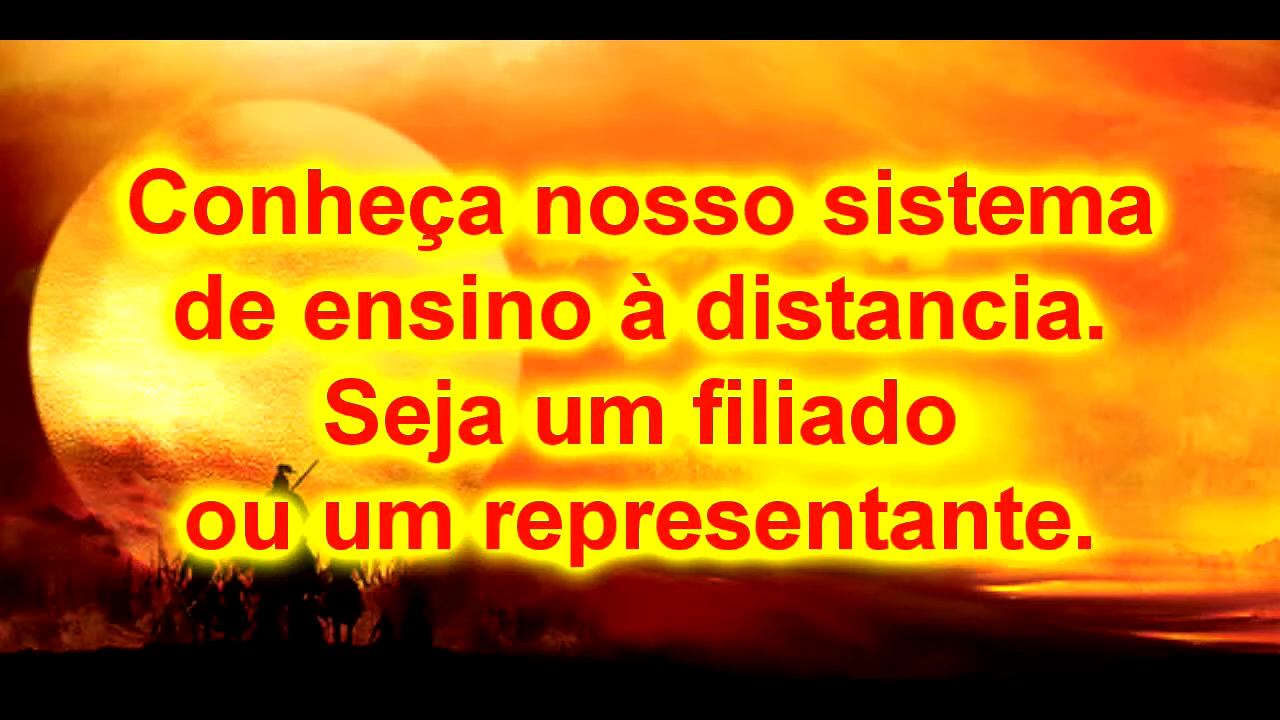 Conheça nosso sistema
de ensino à distancia.
Seja um filiado
ou um representante.